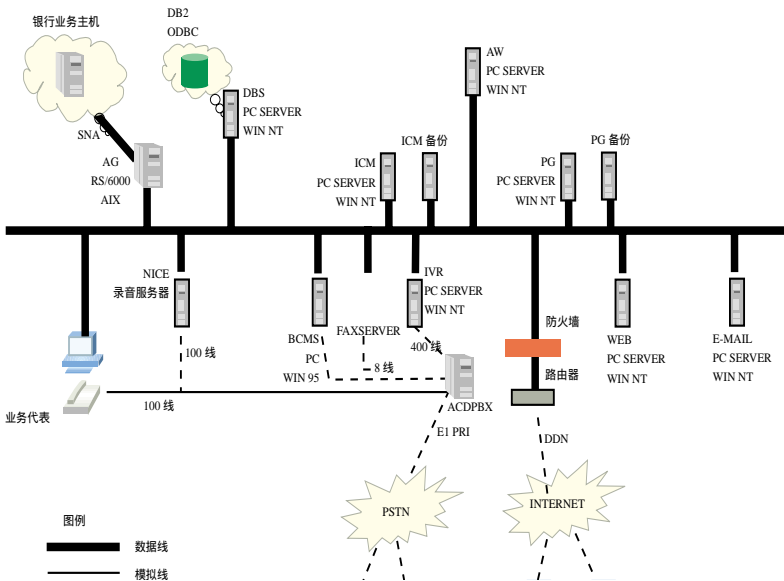 银行业务主机
DB2
ODBC
AW
PC SERVER
WIN NT
DBS
PC SERVER
WIN NT
SNA
AG
RS/6000
AIX
ICM
PC SERVER
WIN NT
ICM 备份
PG
PC SERVER
WIN NT
PG 备份
NICE
录音服务器
IVR
PC SERVER
WIN NT
BCMS
PC
WIN 95
FAXSERVER
防火墙
路由器
WEB
PC SERVER
WIN NT
E-MAIL
PC SERVER
WIN NT
100 线
8 线
400 线
ACDPBX
业务代表
100 线
E1 PRI
DDN
PSTN
INTERNET
图例
数据线
模拟线